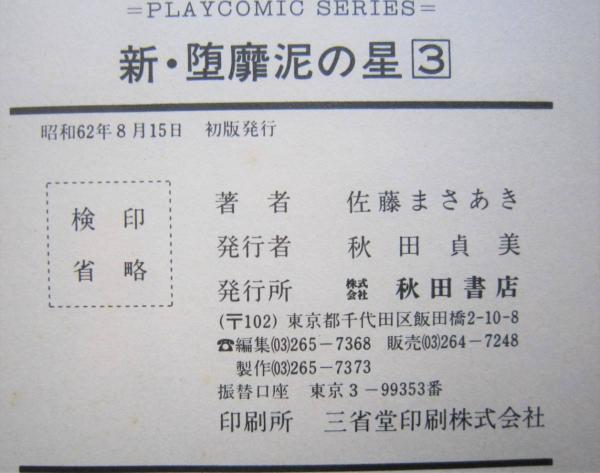 =PLAYCOMIC SERIES=
新・堕靡泥の星3
昭和62年8月15日 初版発行
検印
省略
著者 佐藤まさあき
発行者 秋田貞美
発行所 株式会社 秋田書店
(〒102) 東京都千代田区飯田橋2-10-8
☎編集(03)265-7368 販売(03)264-7248
製作(03)265-7373
振替口座 東京3-99353番
印刷所 三省堂印刷株式会社